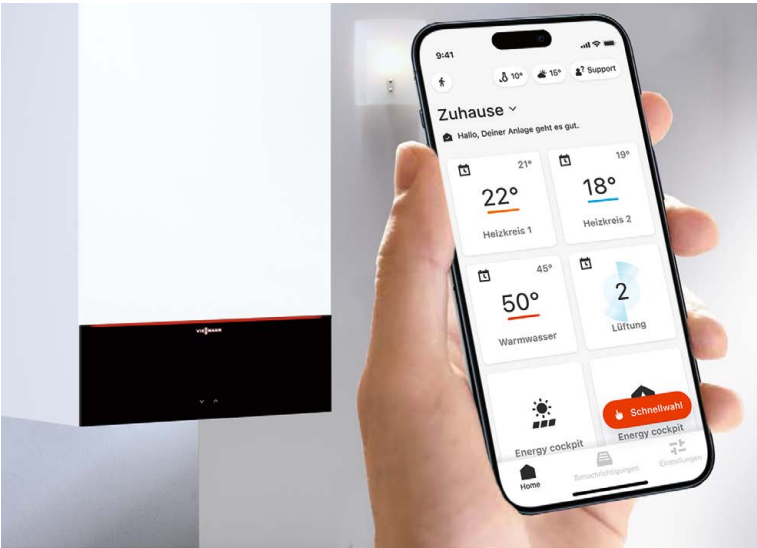 9:41
10°
15°
Support
Zuhause
Hallo, Deiner Anlage geht es gut.
21°
22°
Heizkreis 1
19°
18°
Heizkreis 2
45°
50°
Warmwasser
2
Lüftung
Energy cockpit
Energy cockpit
Schnellwahl
Home
Benachrichtigungen
Einstellungen
VIESMANN